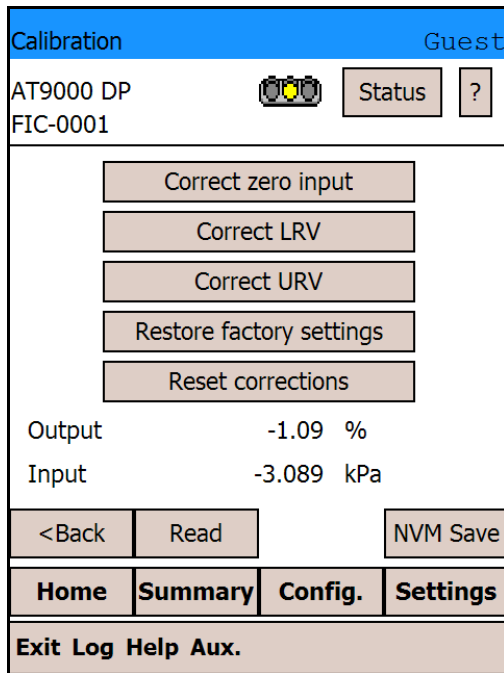 Calibration Guest
AT9000 DP
Status ?
FIC-0001
Correct zero input
Correct LRV
Correct URV
Restore factory settings
Reset corrections
Output -1.09 %
Input -3.089 kPa
<Back Read NVM Save
Home Summary Config. Settings
Exit Log Help Aux.